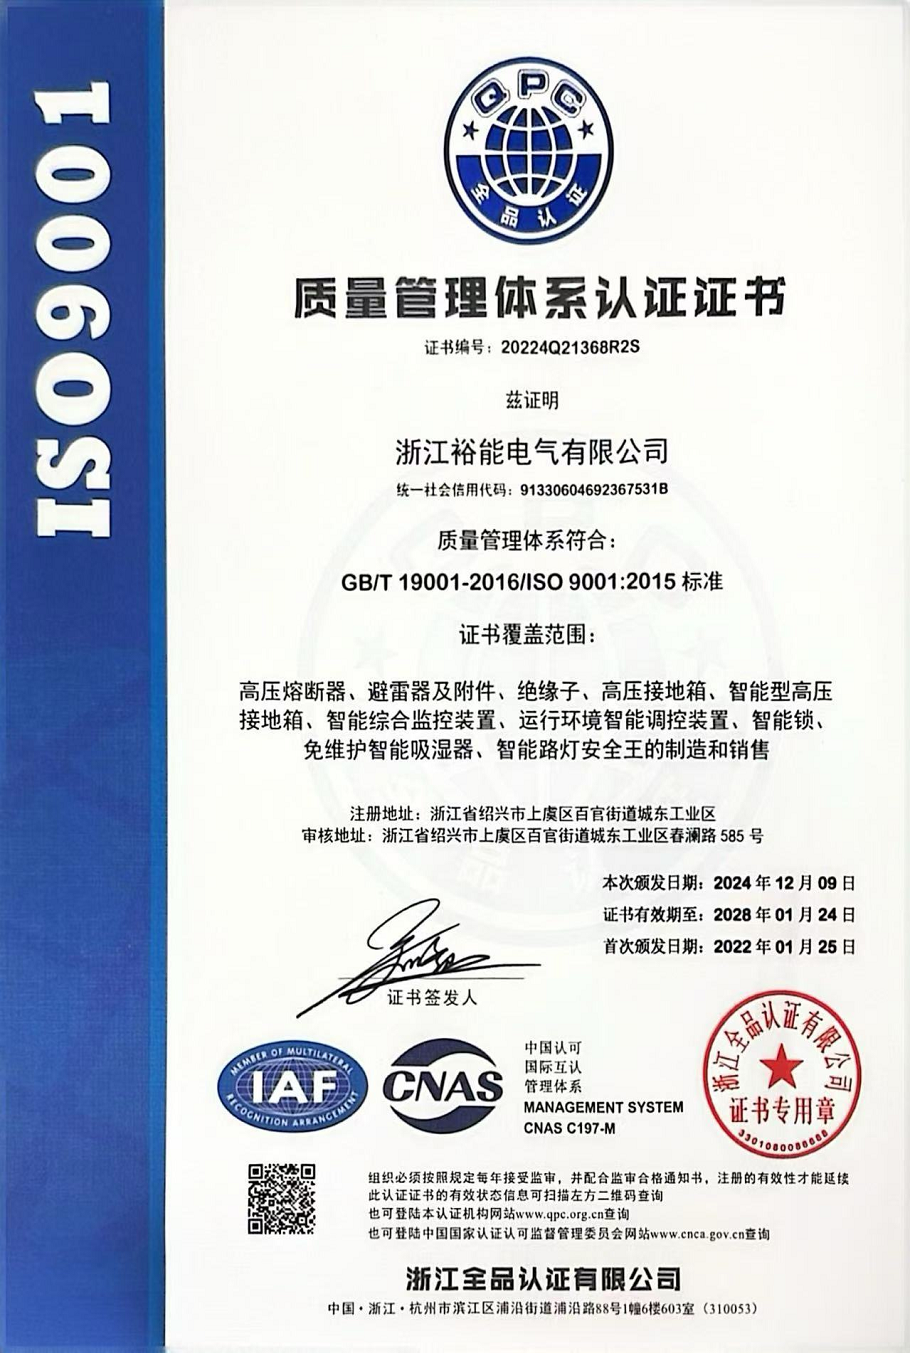 ISO9001
QPC
全品认证
质量管理体系认证证书
证书编号：20224Q21368R2S
兹证明
浙江裕能电气有限公司
统一社会信用代码：91330604692367531B
质量管理体系符合：
GB/T 19001-2016/ISO 9001:2015 标准
证书覆盖范围：
高压熔断器、避雷器及附件、绝缘子、高压接地箱、智能型高压
接地箱、智能综合监控装置、运行环境智能调控装置、智能锁、
免维护智能吸湿器、智能路灯安全王的制造和销售
注册地址：浙江省绍兴市上虞区百官街道城东工业区
审核地址：浙江省绍兴市上虞区百官街道城东工业区春澜路 585 号
本次颁发日期：2024 年 12 月 09 日
证书有效期至：2028 年 01 月 24 日
首次颁发日期：2022 年 01 月 25 日
证书签发人
MEMBER OF MULTILATERAL
IAF
RECOGNITION ARRANGEMENT
CNAS
中国认可
国际互认
管理体系
MANAGEMENT SYSTEM
CNAS C197-M
浙江全品认证有限公司
证书专用章
组织必须按照规定每年接受监审，并配合监审合格通知书，注册的有效性才能延续
此认证证书的有效状态信息可扫描左方二维码查询
也可登陆本认证机构网站www.qpc.org.cn查询
也可登陆中国国家认证认可监督管理委员会网站www.cnca.gov.cn查询
浙江全品认证有限公司
中国·浙江·杭州市滨江区浦沿街道浦沿路88号1幢6楼603室（310053）